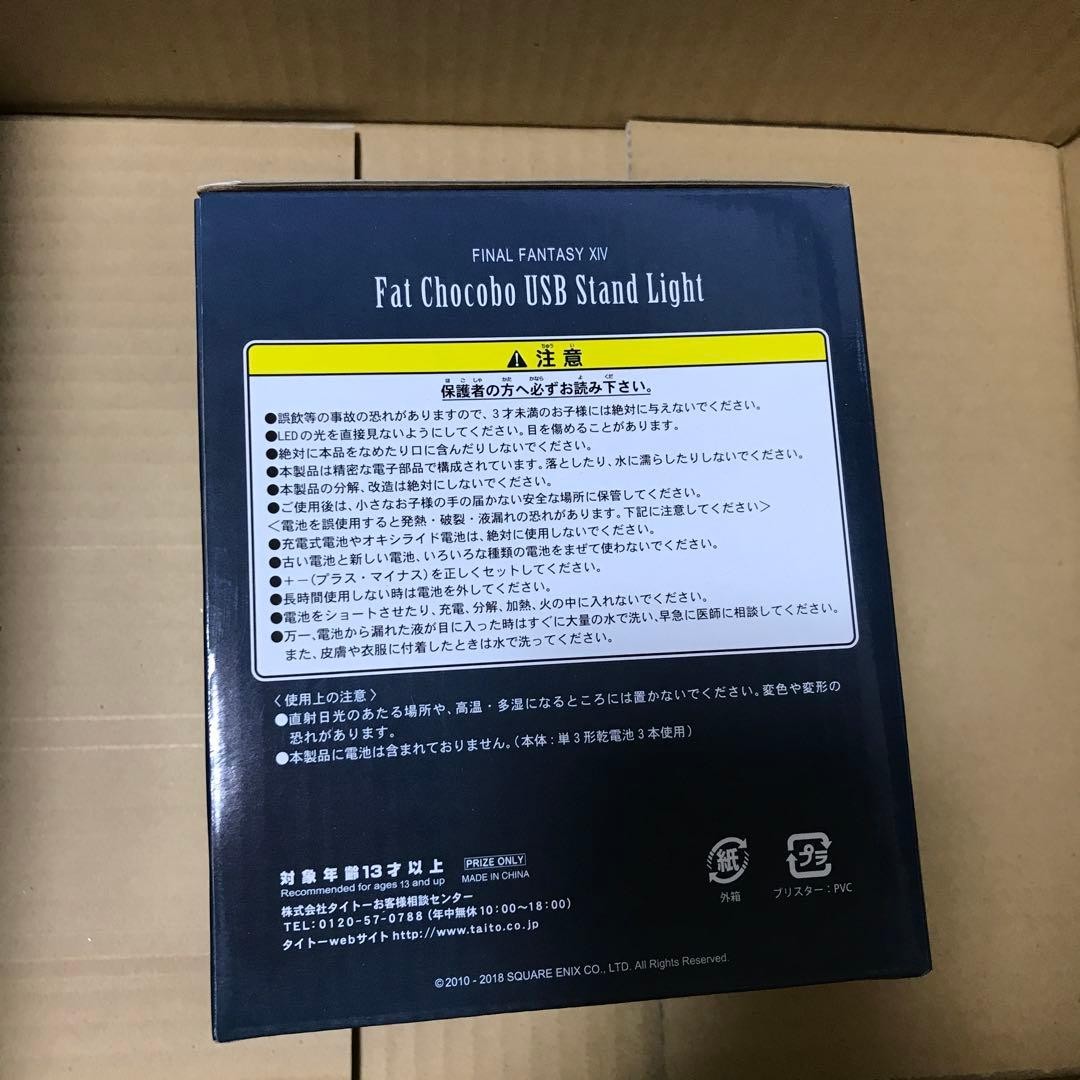 FINAL FANTASY XIV
Fat Chocobo USB Stand Light
ちゅう い
注意
ほ ご しゃ かた かなら よ くだ
保護者の方へ必ずお読み下さい。
●誤飲等の事故の恐れがありますので、3才未満のお子様には絶対に与えないでください。
●LEDの光を直接見ないようにしてください。目を傷めることがあります。
●絶対に本品をなめたり口に含んだりしないでください。
●本製品は精密な電子部品で構成されています。落としたり、水に濡らしたりしないでください。
●本製品の分解、改造は絶対にしないでください。
●ご使用後は、小さなお子様の手の届かない安全な場所に保管してください。
＜電池を誤使用すると発熱・破裂・液漏れの恐れがあります。下記に注意してください＞
●充電式電池やオキシライド電池は、絶対に使用しないでください。
●古い電池と新しい電池、いろいろな種類の電池をまぜて使わないでください。
●＋－(プラス・マイナス)を正しくセットしてください。
●長時間使用しない時は電池を外してください。
●電池をショートさせたり、充電、分解、加熱、火の中に入れないでください。
●万一、電池から漏れた液が目に入った時はすぐに大量の水で洗い、早急に医師に相談してください。
また、皮膚や衣服に付着したときは水で洗ってください。
〈使用上の注意〉
●直射日光のあたる場所や、高温・多湿になるところには置かないでください。変色や変形の
恐れがあります。
●本製品に電池は含まれておりません。(本体：単3形乾電池3本使用)
対象年齢13才以上
Recommended for ages 13 and up
PRIZE ONLY
MADE IN CHINA
株式会社タイトーお客様相談センター
TEL：0120-57-0788 (年中無休10：00〜18：00)
タイトーwebサイト http://www.taito.co.jp
紙
外箱
プラ
ブリスター：PVC
©2010 - 2018 SQUARE ENIX CO., LTD. All Rights Reserved.